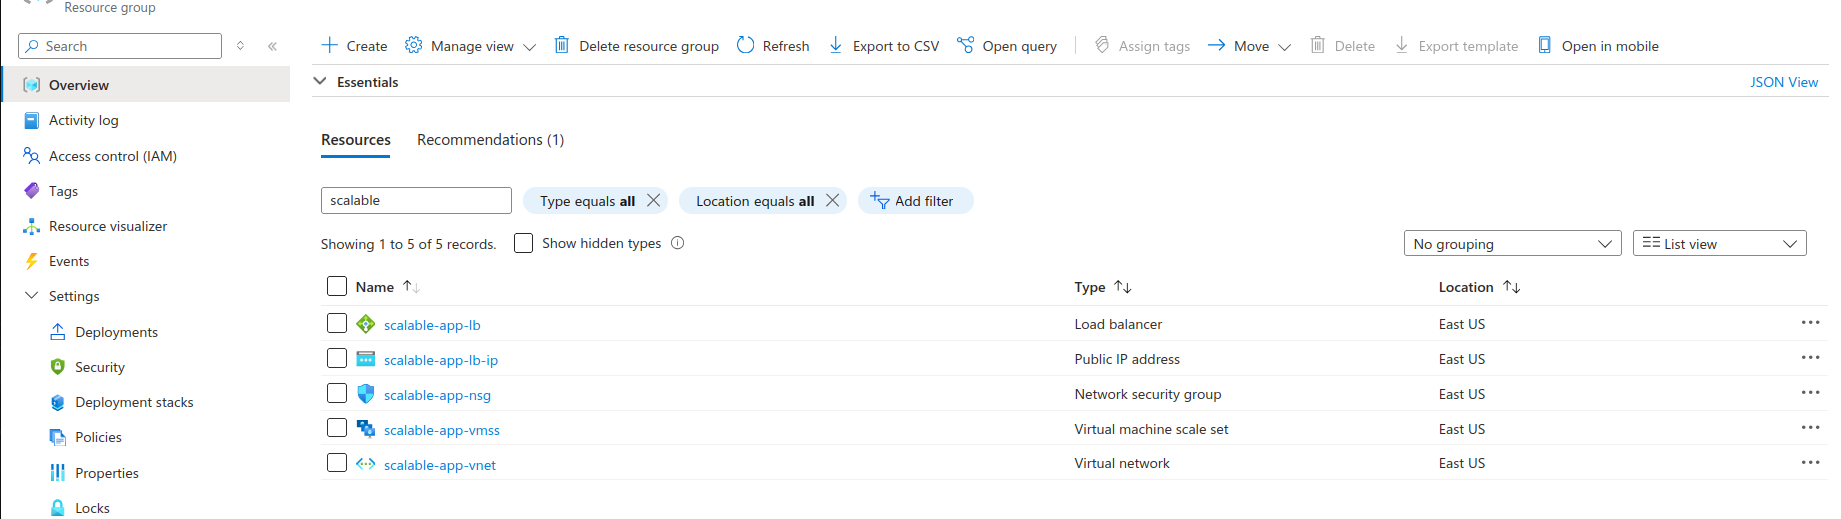 Resource group
Search
Create Manage view Delete resource group Refresh Export to CSV Open query Assign tags Move Delete Export template Open in mobile
Overview
Activity log
Access control (IAM)
Tags
Resource visualizer
Events
Settings
Deployments
Security
Deployment stacks
Policies
Properties
Locks
Essentials JSON View
Resources Recommendations (1)
scalable Type equals all Location equals all Add filter
Showing 1 to 5 of 5 records. Show hidden types No grouping List view
Name Type Location
scalable-app-lb Load balancer East US
scalable-app-lb-ip Public IP address East US
scalable-app-nsg Network security group East US
scalable-app-vmss Virtual machine scale set East US
scalable-app-vnet Virtual network East US